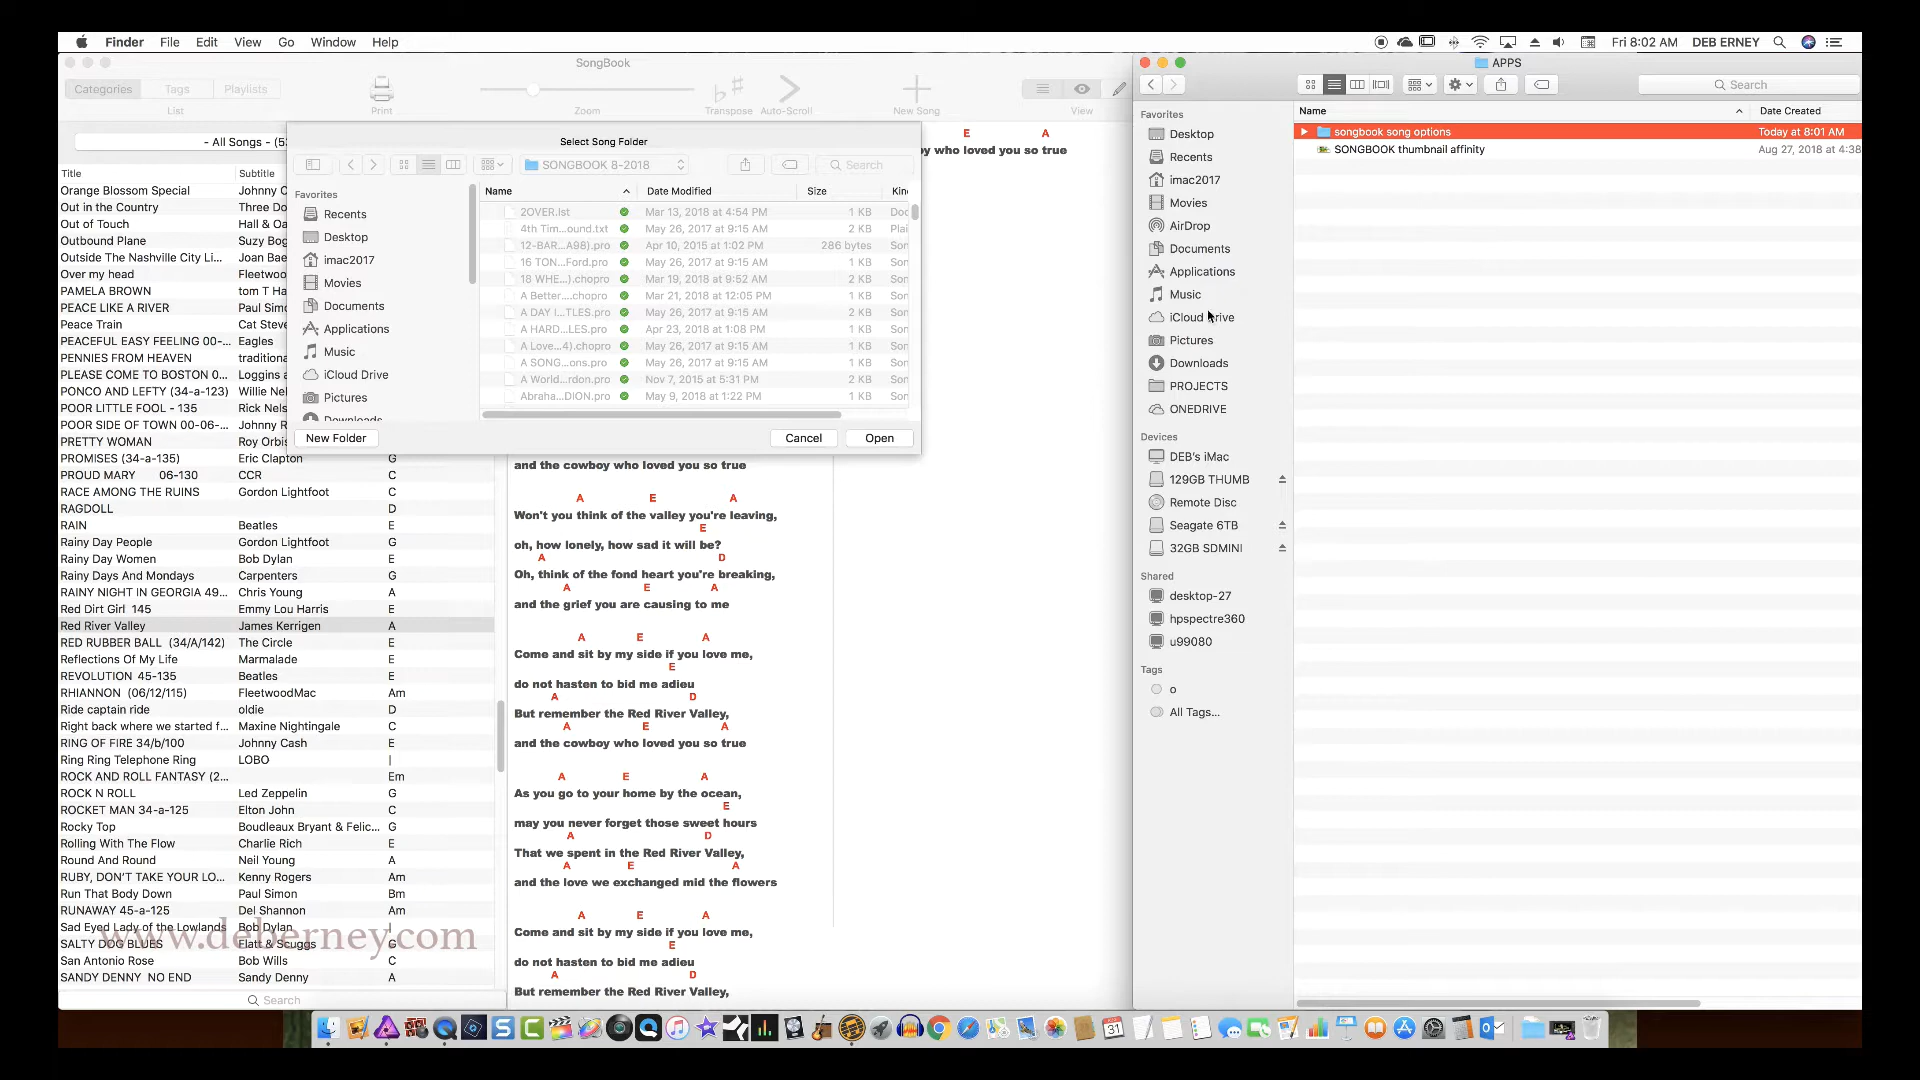 Finder File Edit View Go Window Help
Fri 8:02 AM DEB ERNEY
SongBook
Categories Tags Playlists
List
Print
Zoom
Transpose
Auto-Scroll
New Song
View
- All Songs - (5
Title Subtitle
Orange Blossom Special Johnny C
Out in the Country Three Do
Out of Touch Hall & Oa
Outbound Plane Suzy Bog
Outside The Nashville City Li... Joan Bae
Over my head Fleetwoo
PAMELA BROWN tom T Ha
PEACE LIKE A RIVER Paul Sim
Peace Train Cat Steve
PEACEFUL EASY FEELING 00-... Eagles
PENNIES FROM HEAVEN traditiona
PLEASE COME TO BOSTON 0... Loggins a
PONCO AND LEFTY (34-a-123) Willie Nel
POOR LITTLE FOOL - 135 Rick Nels
POOR SIDE OF TOWN 00-06-... Johnny R
PRETTY WOMAN Roy Orbis
PROMISES (34-a-135) Eric Clapton G
PROUD MARY 06-130 CCR C
RACE AMONG THE RUINS Gordon Lightfoot C
RAGDOLL D
RAIN Beatles E
Rainy Day People Gordon Lightfoot G
Rainy Day Women Bob Dylan E
Rainy Days And Mondays Carpenters G
RAINY NIGHT IN GEORGIA 49... Chris Young A
Red Dirt Girl 145 Emmy Lou Harris E
Red River Valley James Kerrigen A
RED RUBBER BALL (34/A/142) The Circle E
Reflections Of My Life Marmalade E
REVOLUTION 45-135 Beatles E
RHIANNON (06/12/115) FleetwoodMac Am
Ride captain ride oldie D
Right back where we started f... Maxine Nightingale C
RING OF FIRE 34/b/100 Johnny Cash E
Ring Ring Telephone Ring LOBO |
ROCK AND ROLL FANTASY (2... Em
ROCK N ROLL Led Zeppelin G
ROCKET MAN 34-a-125 Elton John C
Rocky Top Boudleaux Bryant & Felic... G
Rolling With The Flow Charlie Rich E
Round And Round Neil Young A
RUBY, DON'T TAKE YOUR LO... Kenny Rogers Am
Run That Body Down Paul Simon Bm
RUNAWAY 45-a-125 Del Shannon Am
Sad Eyed Lady of the Lowlands Bob Dylan |
SALTY DOG BLUES Flatt & Scuggs G
San Antonio Rose Bob Wills C
SANDY DENNY NO END Sandy Denny A
Search
www.deberney.com
Select Song Folder
SONGBOOK 8-2018
Search
Favorites
Recents
Desktop
imac2017
Movies
Documents
Applications
Music
iCloud Drive
Pictures
Downloads
Name Date Modified Size Kin
2OVER.lst Mar 13, 2018 at 4:54 PM 1 KB Doc
4th Tim...ound.txt May 26, 2017 at 9:15 AM 2 KB Plai
12-BAR...A98).pro Apr 10, 2015 at 1:02 PM 286 bytes Son
16 TON...Ford.pro May 26, 2017 at 9:15 AM 1 KB Son
18 WHE...).chopro Mar 19, 2018 at 9:52 AM 2 KB Son
A Better....chopro Mar 21, 2018 at 12:05 PM 1 KB Son
A DAY I...TLES.pro May 26, 2017 at 9:15 AM 2 KB Son
A HARD...LES.pro Apr 23, 2018 at 1:08 PM 1 KB Son
A Love...4).chopro May 26, 2017 at 9:15 AM 1 KB Son
A SONG...ons.pro May 26, 2017 at 9:15 AM 1 KB Son
A World...rdon.pro Nov 7, 2015 at 5:31 PM 2 KB Son
Abraha...DION.pro May 9, 2018 at 1:22 PM 1 KB Son
New Folder
Cancel Open
E A
y who loved you so true
and the cowboy who loved you so true
A E A
Won't you think of the valley you're leaving,
E
oh, how lonely, how sad it will be?
A D
Oh, think of the fond heart you're breaking,
A E A
and the grief you are causing to me
A E A
Come and sit by my side if you love me,
E
do not hasten to bid me adieu
A D
But remember the Red River Valley,
A E A
and the cowboy who loved you so true
A E A
As you go to your home by the ocean,
E
may you never forget those sweet hours
A D
That we spent in the Red River Valley,
A E A
and the love we exchanged mid the flowers
A E A
Come and sit by my side if you love me,
E
do not hasten to bid me adieu
A D
But remember the Red River Valley,
APPS
Search
Favorites
Desktop
Recents
imac2017
Movies
AirDrop
Documents
Applications
Music
iCloud Drive
Pictures
Downloads
PROJECTS
ONEDRIVE
Devices
DEB's iMac
129GB THUMB
Remote Disc
Seagate 6TB
32GB SDMINI
Shared
desktop-27
hpspectre360
u99080
Tags
o
All Tags...
Name Date Created
songbook song options Today at 8:01 AM
SONGBOOK thumbnail affinity Aug 27, 2018 at 4:38
31